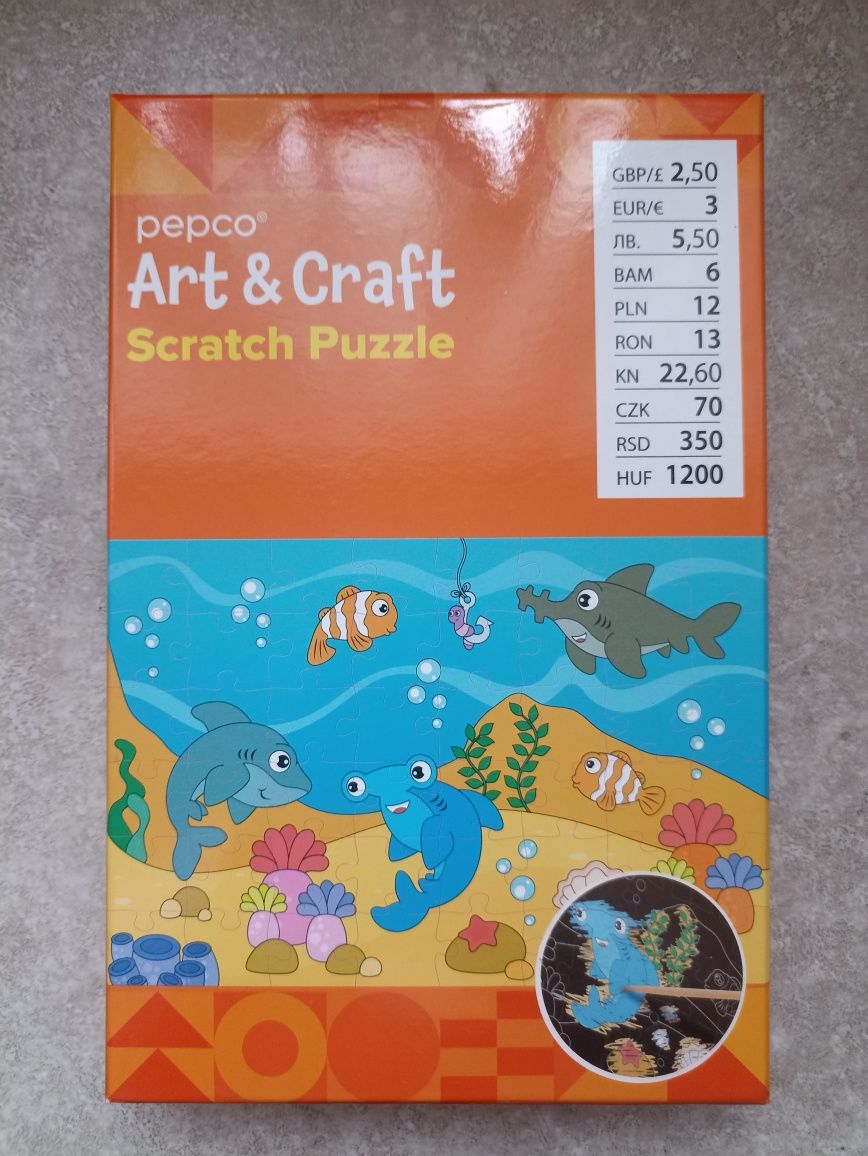 pepco®
Art & Craft
Scratch Puzzle
GBP/£ 2,50
EUR/€ 3
ЛВ. 5,50
BAM 6
PLN 12
RON 13
KN 22,60
CZK 70
RSD 350
HUF 1200